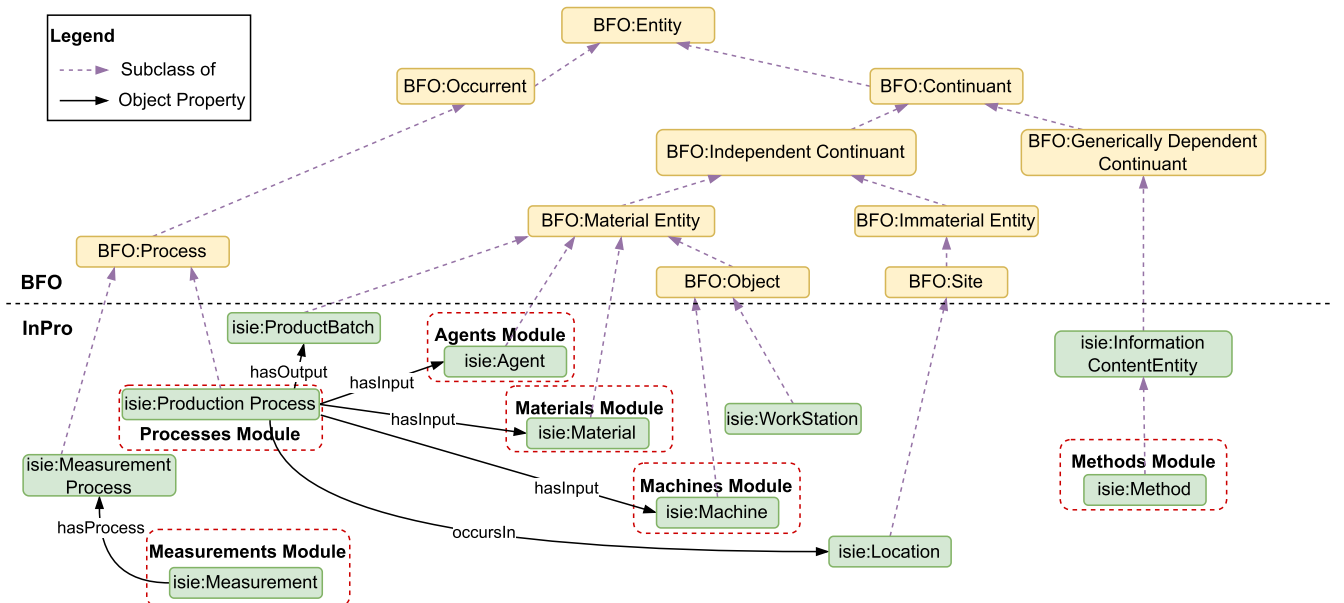 BFO:Entity
Legend
Subclass of
Object Property
BFO:Occurrent
BFO:Continuant
BFO:Independent Continuant
BFO:Generically Dependent
Continuant
BFO:Material Entity
BFO:Immaterial Entity
BFO:Process
BFO:Object
BFO:Site
BFO
InPro
isie:ProductBatch
Agents Module
isie:Agent
isie:Information
ContentEntity
hasOutput
hasInput
isie:Production Process
Processes Module
hasInput
Materials Module
isie:Material
isie:WorkStation
isie:Measurement
Process
Methods Module
isie:Method
hasInput
Machines Module
isie:Machine
hasProcess
occursIn
isie:Location
Measurements Module
isie:Measurement